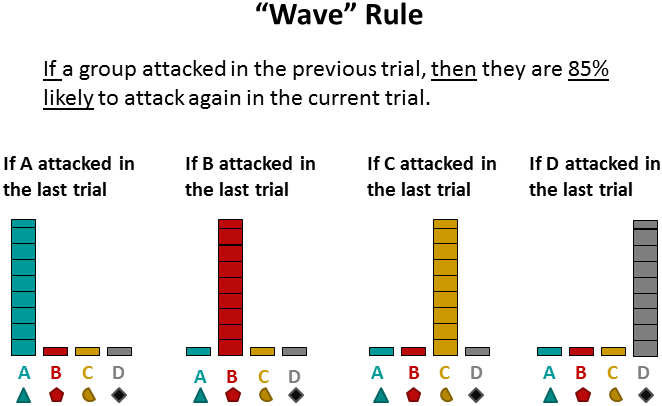 “Wave” Rule
If a group attacked in the previous trial, then they are 85%
likely to attack again in the current trial.
If A attacked in
the last trial
If B attacked in
the last trial
If C attacked in
the last trial
If D attacked in
the last trial
A B C D
A B C D
A B C D
A B C D